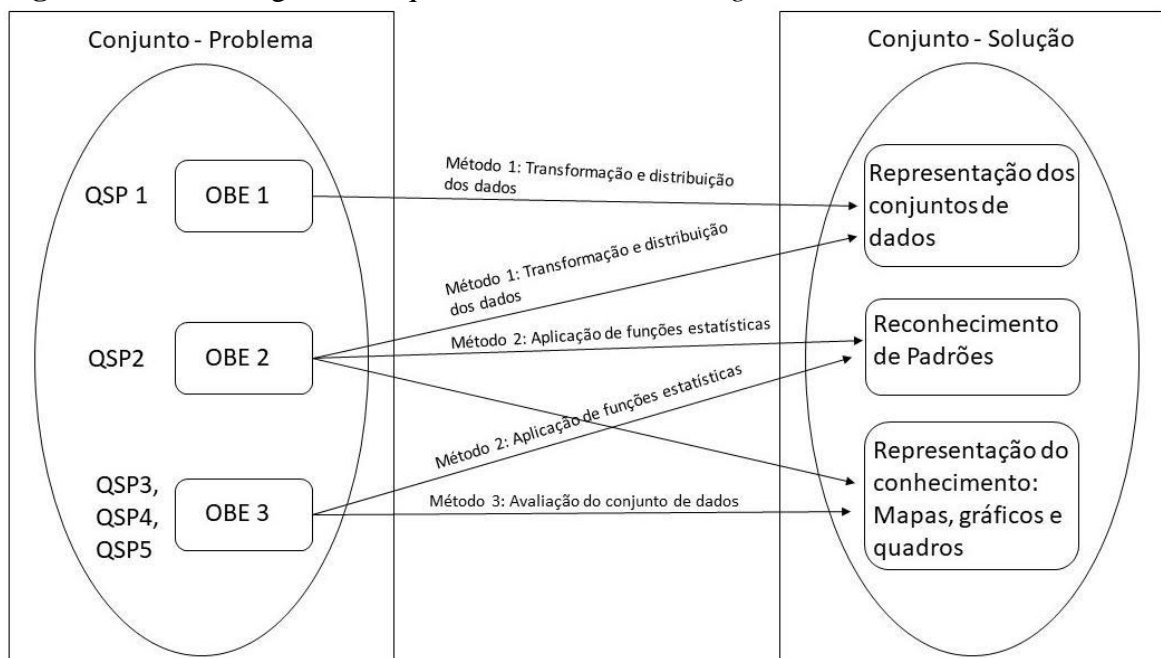 Conjunto - Problema
QSP 1
OBE 1
QSP2
OBE 2
QSP3,
QSP4,
QSP5
OBE 3
Método 1: Transformação e distribuição
dos dados
Método 1: Transformação e distribuição
dos dados
Método 2: Aplicação de funções estatísticas
Método 2: Aplicação de funções estatísticas
Método 3: Avaliação do conjunto de dados
Conjunto - Solução
Representação dos
conjuntos de
dados
Reconhecimento
de Padrões
Representação do
conhecimento:
Mapas, gráficos e
quadros